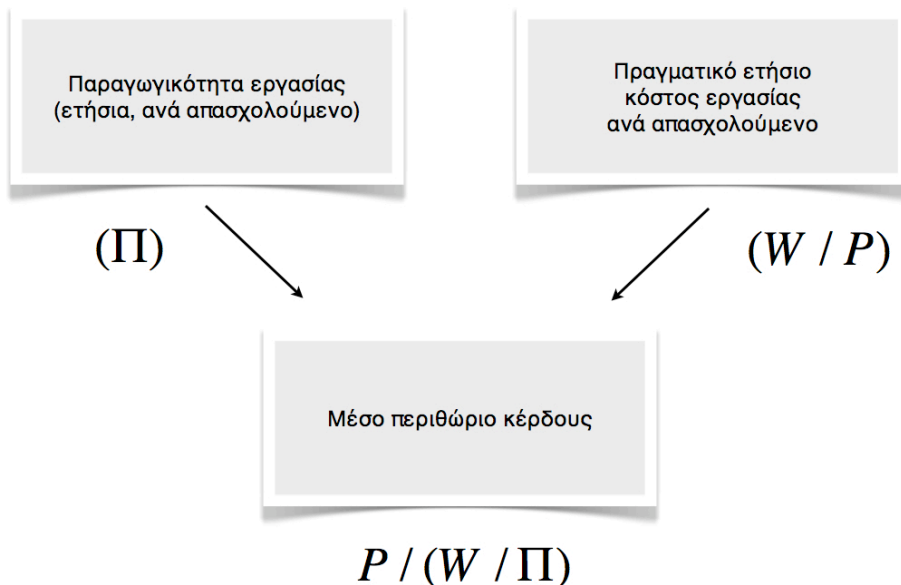 Παραγωγικότητα εργασίας
(ετήσια, ανά απασχολούμενο)
Πραγματικό ετήσιο
κόστος εργασίας
ανά απασχολούμενο
(Π)
(W / P)
Μέσο περιθώριο κέρδους
P / (W / Π)